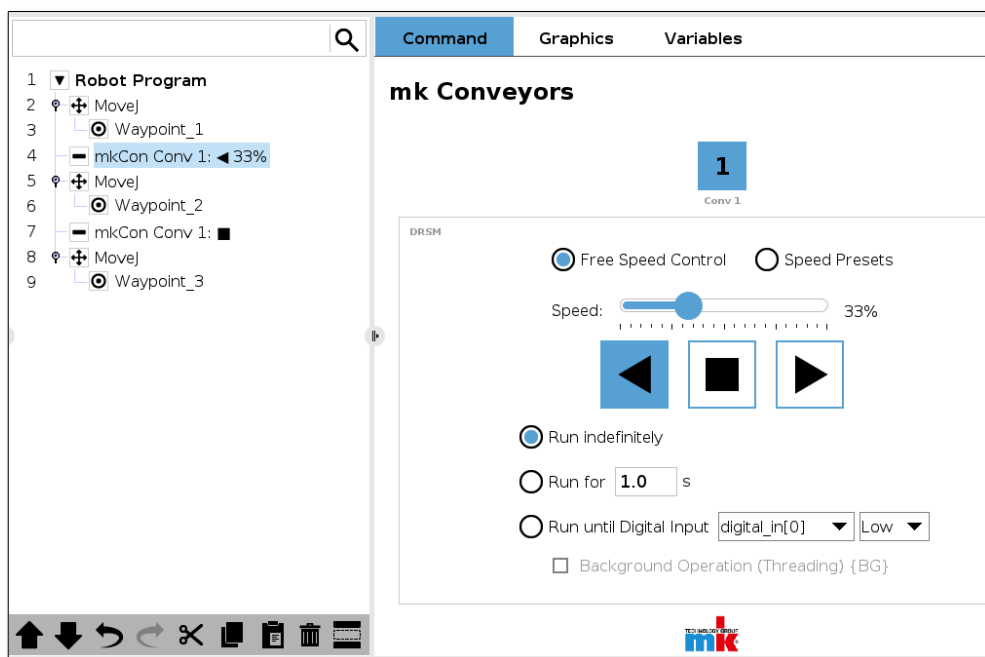 Command Graphics Variables
1 Robot Program
2 MoveJ
3 Waypoint_1
4 mkCon Conv 1: ◀ 33%
5 MoveJ
6 Waypoint_2
7 mkCon Conv 1: ■
8 MoveJ
9 Waypoint_3
mk Conveyors
1
Conv 1
DRSM
Free Speed Control Speed Presets
Speed: 33%
Run indefinitely
Run for 1.0 s
Run until Digital Input digital_in[0] Low
Background Operation (Threading) {BG}
TECHNOLOGY GROUP
mk